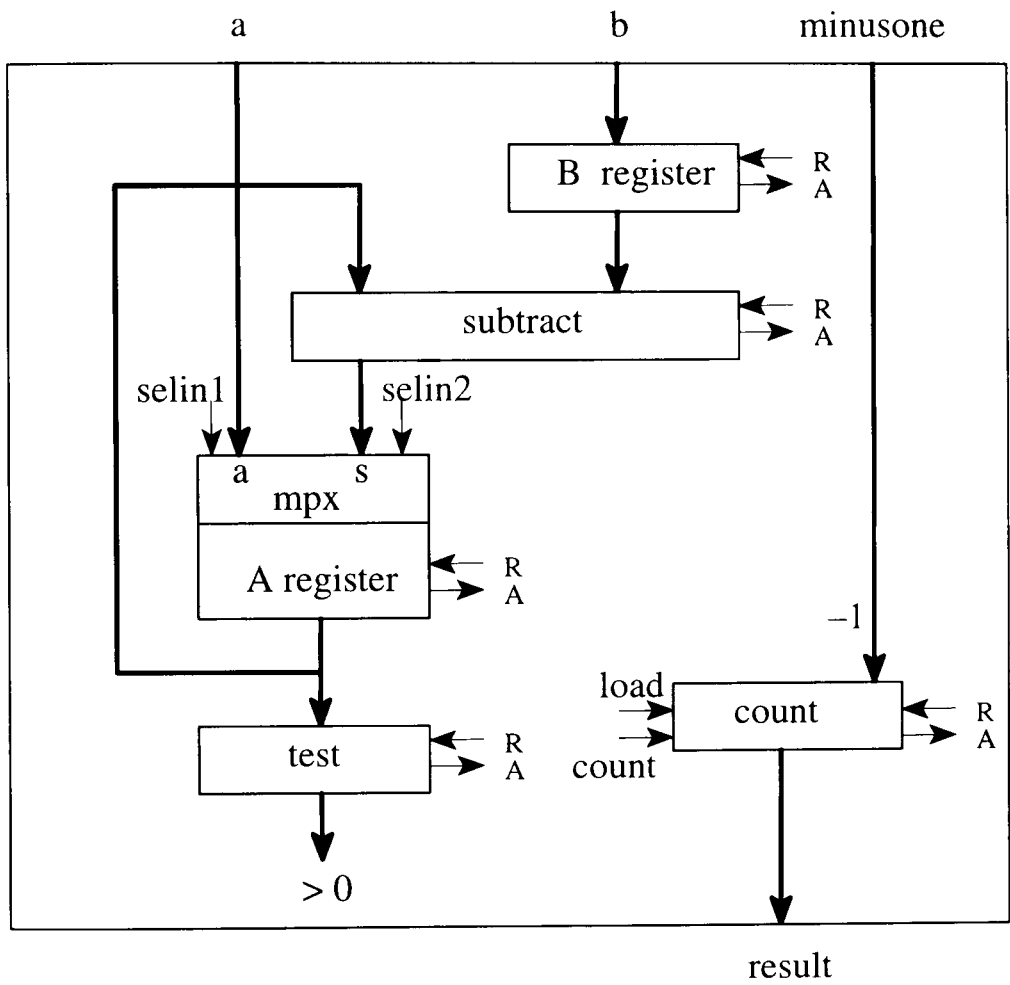 a b minusone
B register
R
A
subtract
R
A
selin1 selin2
a s
mpx
A register
R
A
–1
load
count
count
R
A
test
R
A
> 0
result